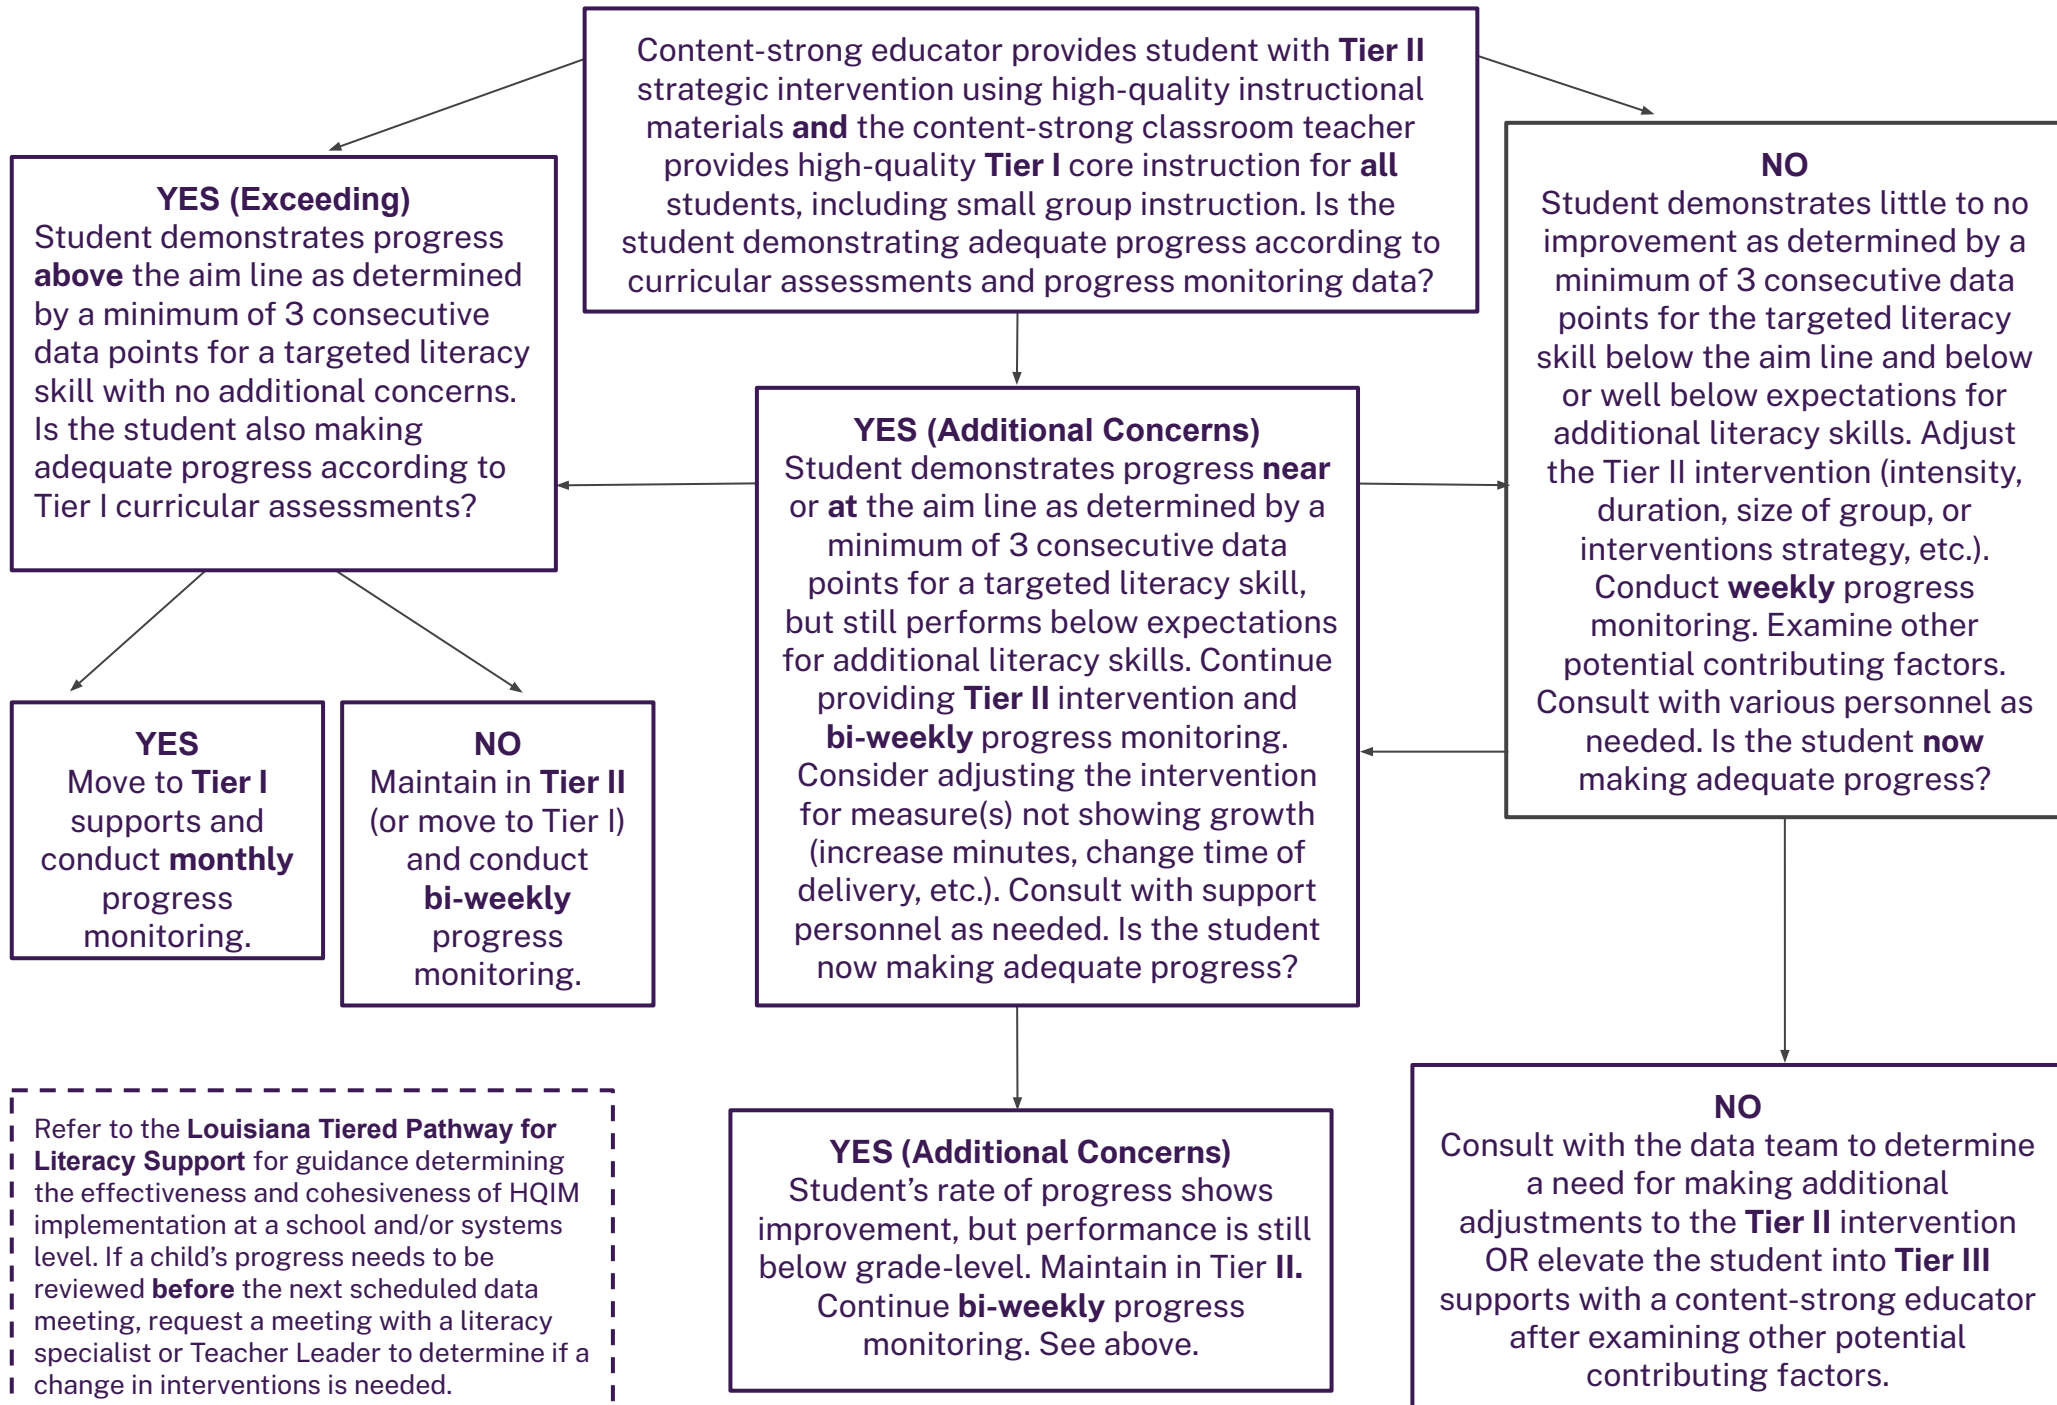 Content-strong educator provides student with Tier II
strategic intervention using high-quality instructional
materials and the content-strong classroom teacher
provides high-quality Tier I core instruction for all
students, including small group instruction. Is the
student demonstrating adequate progress according to
curricular assessments and progress monitoring data?
YES (Exceeding)
Student demonstrates progress
above the aim line as determined
by a minimum of 3 consecutive
data points for a targeted literacy
skill with no additional concerns.
Is the student also making
adequate progress according to
Tier I curricular assessments?
YES (Additional Concerns)
Student demonstrates progress near
or at the aim line as determined by a
minimum of 3 consecutive data
points for a targeted literacy skill,
but still performs below expectations
for additional literacy skills. Continue
providing Tier II intervention and
bi-weekly progress monitoring.
Consider adjusting the intervention
for measure(s) not showing growth
(increase minutes, change time of
delivery, etc.). Consult with support
personnel as needed. Is the student
now making adequate progress?
NO
Student demonstrates little to no
improvement as determined by a
minimum of 3 consecutive data
points for the targeted literacy
skill below the aim line and below
or well below expectations for
additional literacy skills. Adjust
the Tier II intervention (intensity,
duration, size of group, or
interventions strategy, etc.).
Conduct weekly progress
monitoring. Examine other
potential contributing factors.
Consult with various personnel as
needed. Is the student now
making adequate progress?
YES
Move to Tier I
supports and
conduct monthly
progress
monitoring.
NO
Maintain in Tier II
(or move to Tier I)
and conduct
bi-weekly
progress
monitoring.
Refer to the Louisiana Tiered Pathway for
Literacy Support for guidance determining
the effectiveness and cohesiveness of HQIM
implementation at a school and/or systems
level. If a child's progress needs to be
reviewed before the next scheduled data
meeting, request a meeting with a literacy
specialist or Teacher Leader to determine if a
change in interventions is needed.
YES (Additional Concerns)
Student's rate of progress shows
improvement, but performance is still
below grade-level. Maintain in Tier II.
Continue bi-weekly progress
monitoring. See above.
NO
Consult with the data team to determine
a need for making additional
adjustments to the Tier II intervention
OR elevate the student into Tier III
supports with a content-strong educator
after examining other potential
contributing factors.